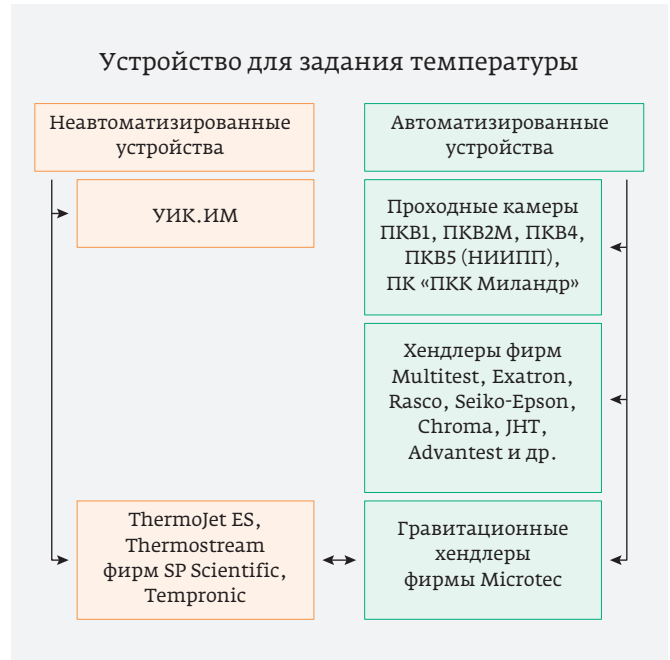 Устройство для задания температуры
Неавтоматизированные
устройства
Автоматизированные
устройства
УИК.ИМ
Проходные камеры
ПКВ1, ПКВ2М, ПКВ4,
ПКВ5 (НИИПП),
ПК «ПКК Миландр»
Хендлеры фирм
Multitest, Exatron,
Rasco, Seiko-Epson,
Chroma, JHT,
Advantest и др.
ThermoJet ES,
Thermostream
фирм SP Scientific,
Tempronic
Гравитационные
хендлеры
фирмы Microtec